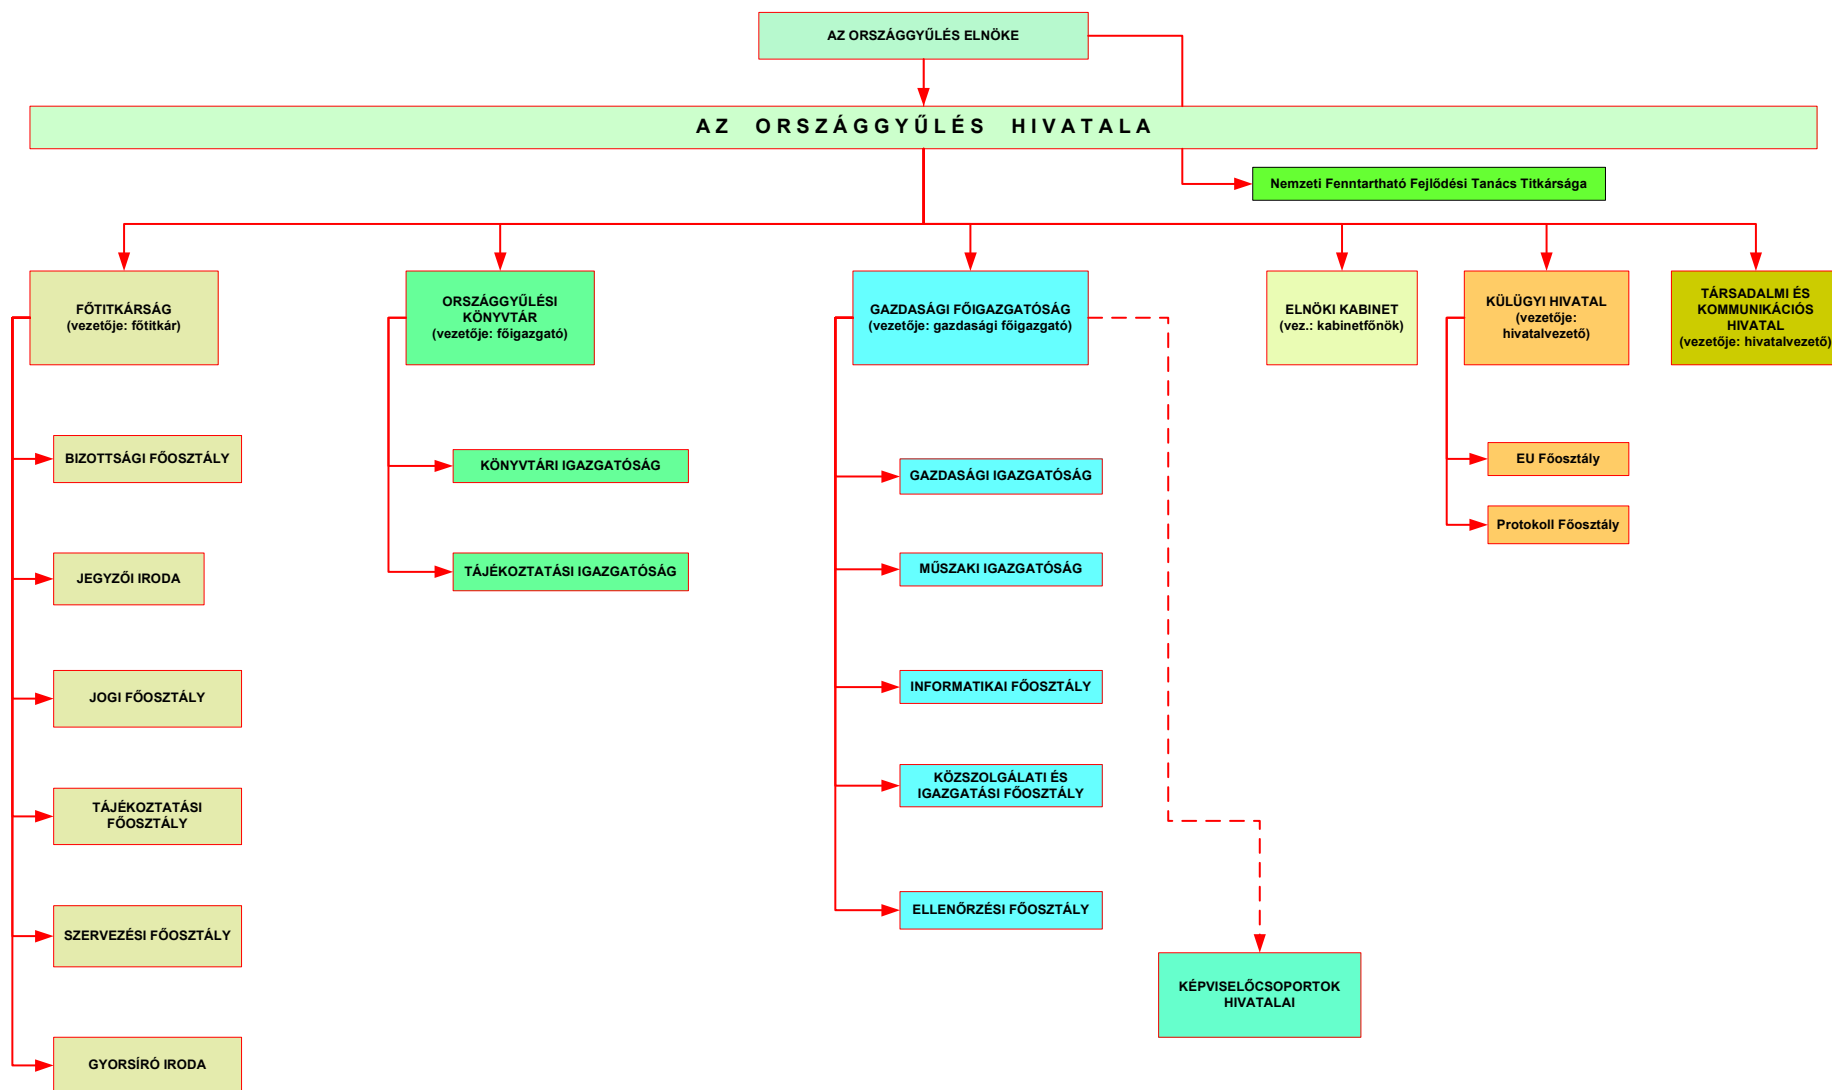 AZ ORSZÁGGYŰLÉS ELNÖKE
AZ ORSZÁGGYŰLÉS HIVATALA
Nemzeti Fenntartható Fejlődési Tanács Titkársága
FŐTITKÁRSÁG
(vezetője: főtitkár)
ORSZÁGGYŰLÉSI
KÖNYVTÁR
(vezetője: főigazgató)
GAZDASÁGI FŐIGAZGATÓSÁG
(vezetője: gazdasági főigazgató)
ELNÖKI KABINET
(vez.: kabinetfőnök)
KÜLÜGYI HIVATAL
(vezetője:
hivatalvezető)
TÁRSADALMI ÉS
KOMMUNIKÁCIÓS
HIVATAL
(vezetője: hivatalvezető)
BIZOTTSÁGI FŐOSZTÁLY
JEGYZŐI IRODA
JOGI FŐOSZTÁLY
TÁJÉKOZTATÁSI
FŐOSZTÁLY
SZERVEZÉSI FŐOSZTÁLY
GYORSÍRÓ IRODA
KÖNYVTÁRI IGAZGATÓSÁG
TÁJÉKOZTATÁSI IGAZGATÓSÁG
GAZDASÁGI IGAZGATÓSÁG
MŰSZAKI IGAZGATÓSÁG
INFORMATIKAI FŐOSZTÁLY
KÖZSZOLGÁLATI ÉS
IGAZGATÁSI FŐOSZTÁLY
ELLENŐRZÉSI FŐOSZTÁLY
KÉPVISELŐCSOPORTOK
HIVATALAI
EU Főosztály
Protokoll Főosztály